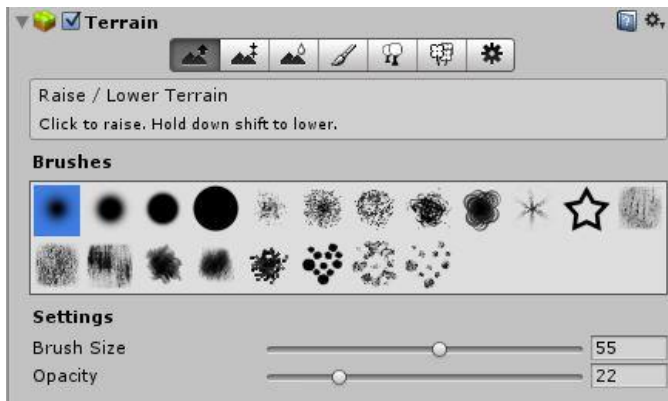 Terrain
Raise / Lower Terrain
Click to raise. Hold down shift to lower.
Brushes
Settings
Brush Size 55
Opacity 22